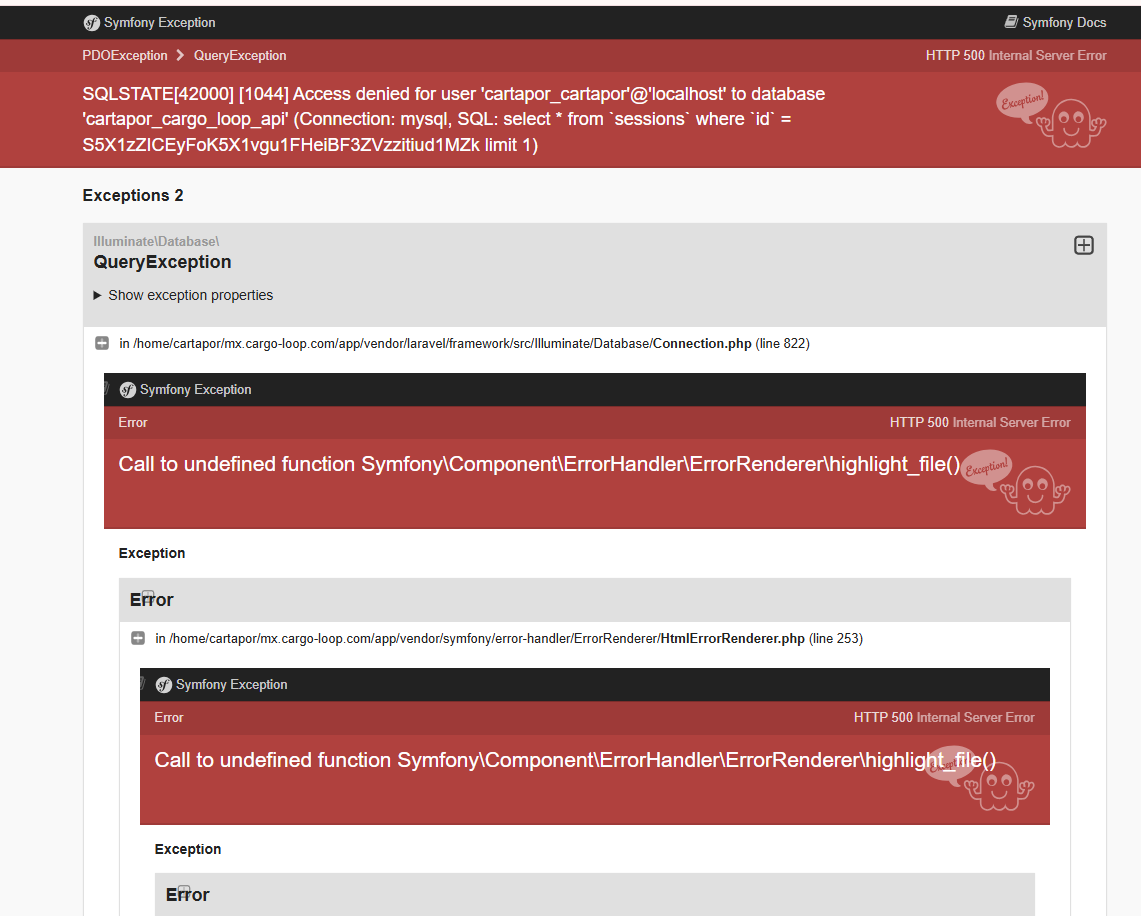 Symfony Exception
Symfony Docs
PDOException QueryException
HTTP 500 Internal Server Error
SQLSTATE[42000] [1044] Access denied for user 'cartapor_cartapor'@'localhost' to database
'cartapor_cargo_loop_api' (Connection: mysql, SQL: select * from `sessions` where `id` =
S5X1zZICEyFoK5X1vgu1FHeiBF3ZVzzitiud1MZk limit 1)
Exception!
Exceptions 2
Illuminate\Database\
QueryException
Show exception properties
in /home/cartapor/mx.cargo-loop.com/app/vendor/laravel/framework/src/Illuminate/Database/Connection.php (line 822)
Symfony Exception
Error
HTTP 500 Internal Server Error
Call to undefined function Symfony\Component\ErrorHandler\ErrorRenderer\highlight_file()
Exception!
Exception
Error
in /home/cartapor/mx.cargo-loop.com/app/vendor/symfony/error-handler/ErrorRenderer/HtmlErrorRenderer.php (line 253)
Symfony Exception
Error
HTTP 500 Internal Server Error
Call to undefined function Symfony\Component\ErrorHandler\ErrorRenderer\highlight_file()
Exception
Error